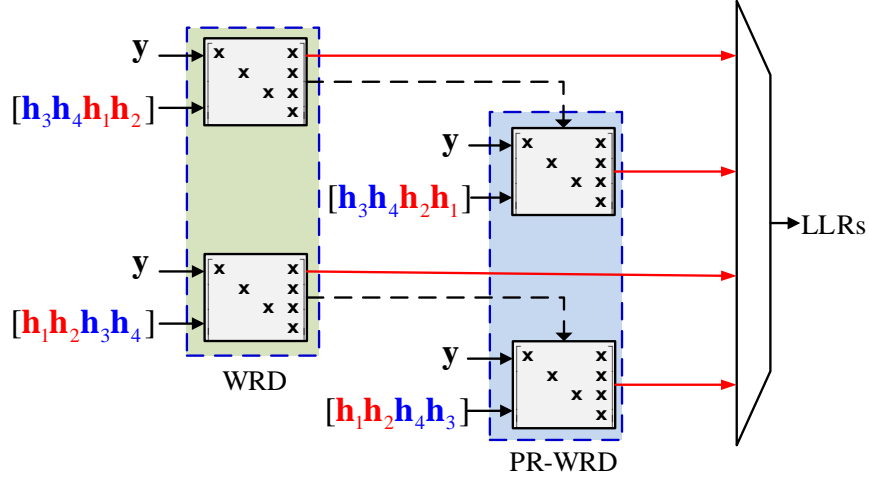 y
x x
x x
x x
x
[h₃h₄h₁h₂]
y
x x
x x
x x
x
[h₃h₄h₂h₁]
LLRs
y
x x
x x
x x
x
[h₁h₂h₃h₄]
WRD
y
x x
x x
x x
x
[h₁h₂h₄h₃]
PR-WRD